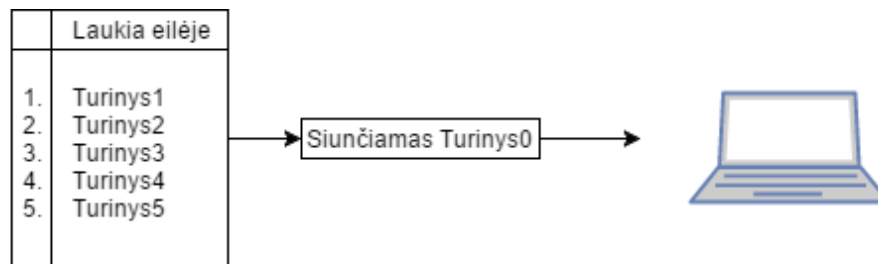 Laukia eilėje
1. Turinys1
2. Turinys2
3. Turinys3
4. Turinys4
5. Turinys5
Siunčiamas Turinys0